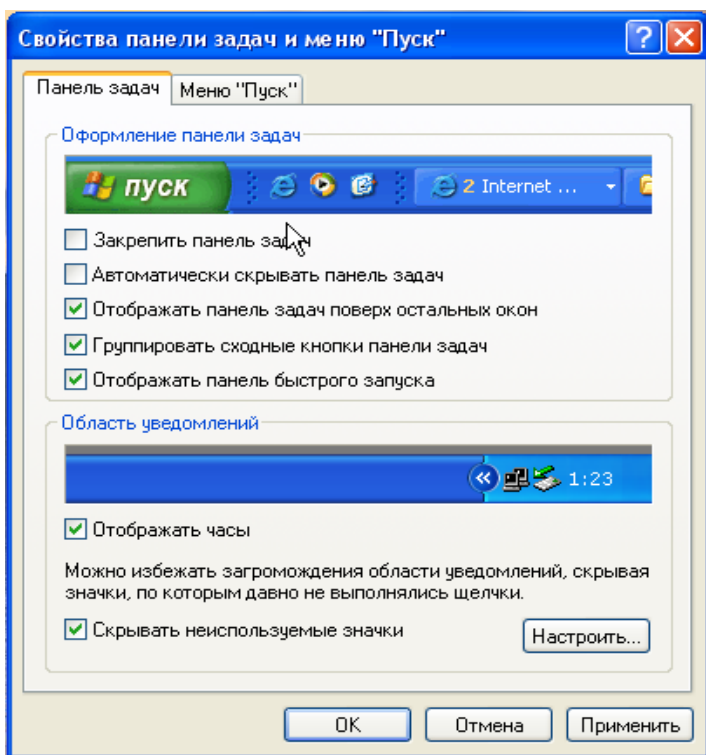 Свойства панели задач и меню "Пуск"
Панель задач
Меню "Пуск"
Оформление панели задач
пуск
2 Internet ...
Закрепить панель задач
Автоматически скрывать панель задач
Отображать панель задач поверх остальных окон
Группировать сходные кнопки панели задач
Отображать панель быстрого запуска
Область уведомлений
1:23
Отображать часы
Можно избежать загромождения области уведомлений, скрывая
значки, по которым давно не выполнялись щелчки.
Скрывать неиспользуемые значки
Настроить...
OK
Отмена
Применить